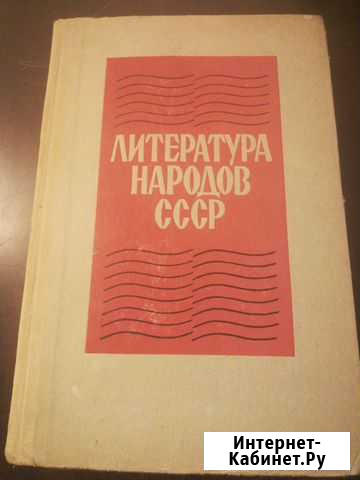 ЛИТЕРАТУРА
НАРОДОВ
СССР
Интернет-
Кабинет.Ру